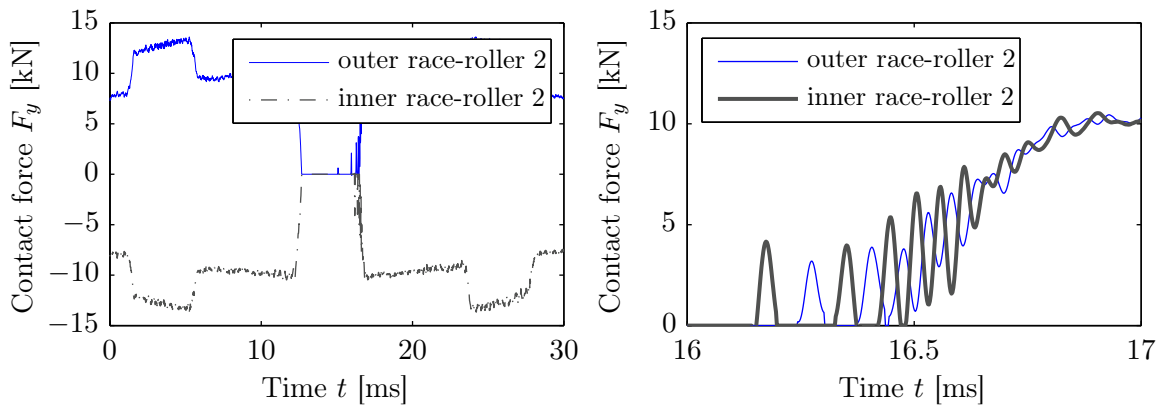 15
10
5
0
−5
−10
−15
0
10
20
30
Contact force F_y [kN]
Time t [ms]
outer race-roller 2
inner race-roller 2
15
10
5
0
16
16.5
17
Contact force F_y [kN]
Time t [ms]
outer race-roller 2
inner race-roller 2